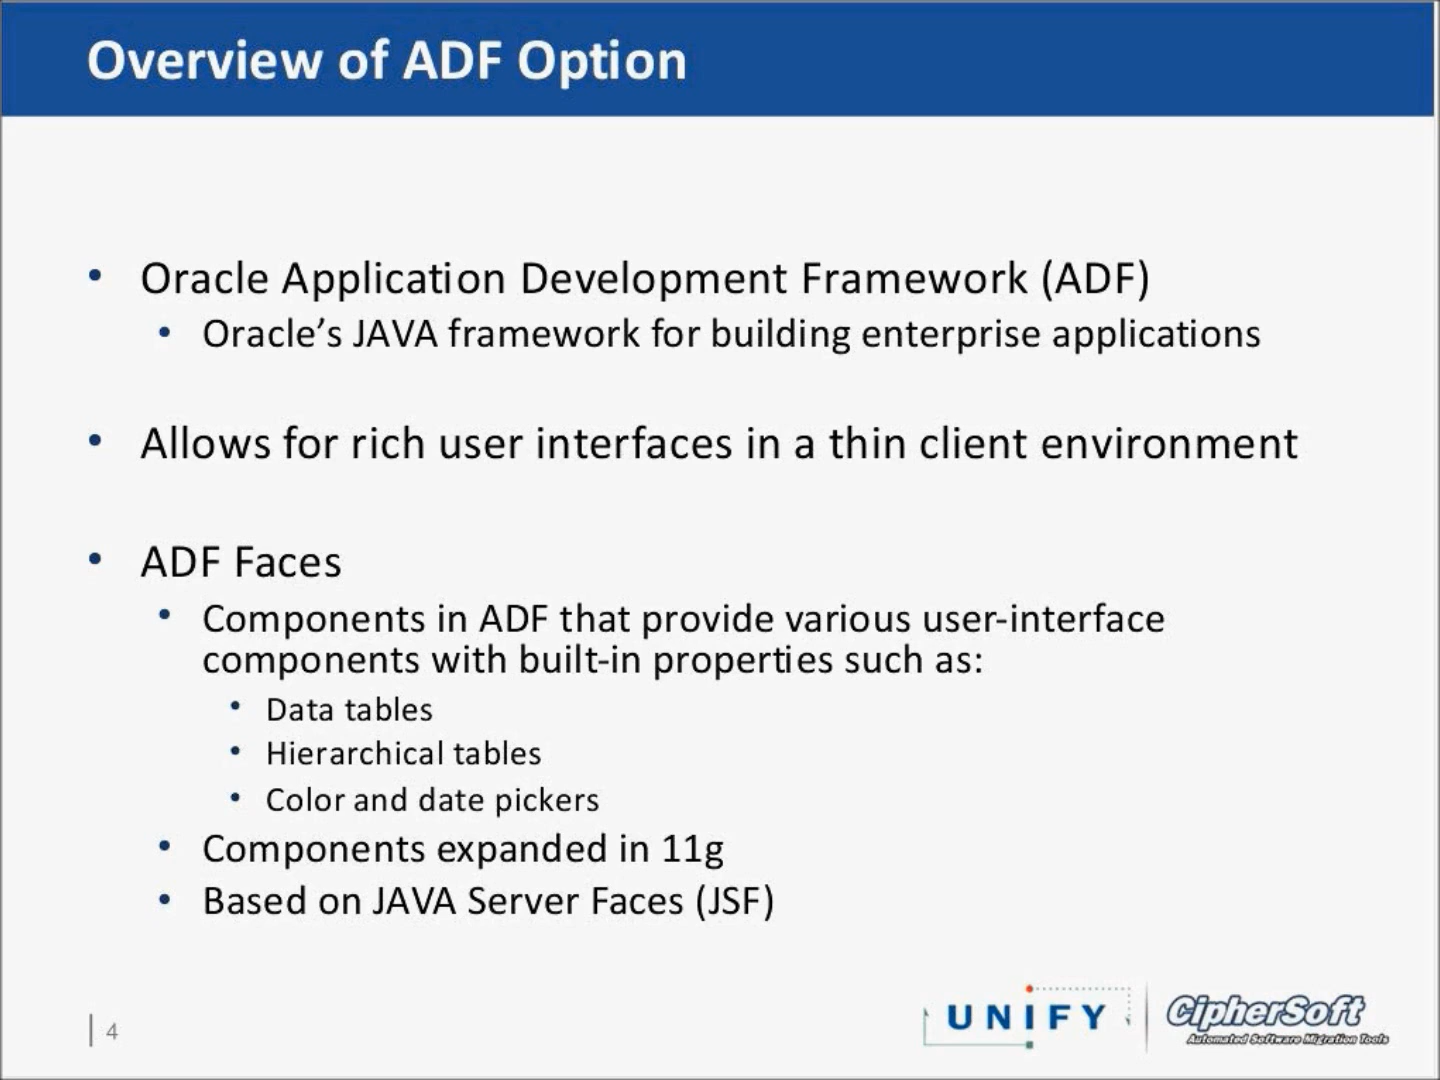 Overview of ADF Option
• Oracle Application Development Framework (ADF)
• Oracle’s JAVA framework for building enterprise applications
• Allows for rich user interfaces in a thin client environment
• ADF Faces
• Components in ADF that provide various user-interface
components with built-in properties such as:
• Data tables
• Hierarchical tables
• Color and date pickers
• Components expanded in 11g
• Based on JAVA Server Faces (JSF)
4
UNIFY
CipherSoft
Automated Software Migration Tools